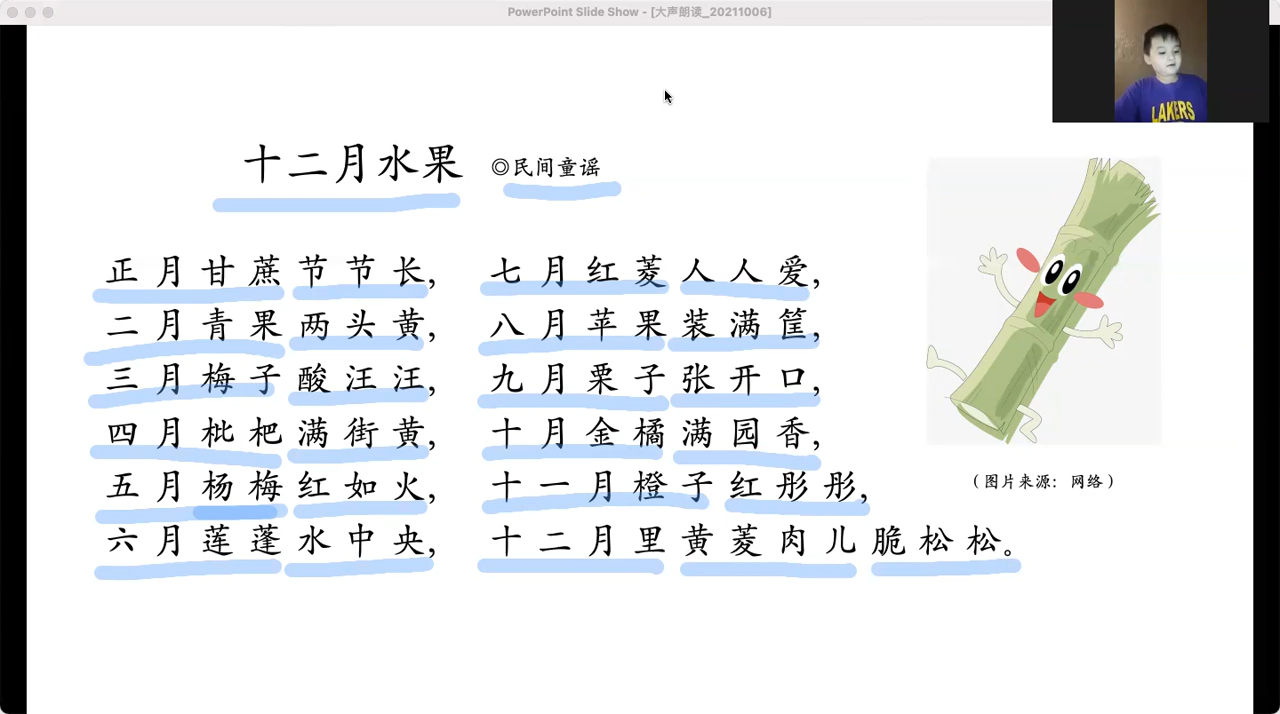 PowerPoint Slide Show - [大声朗读_20211006]
LAKERS
十二月水果 ◎民间童谣
正月甘蔗节节长,
二月青果两头黄,
三月梅子酸汪汪,
四月枇杷满街黄,
五月杨梅红如火,
六月莲蓬水中央,
七月红菱人人爱,
八月苹果装满筐,
九月栗子张开口,
十月金橘满园香,
十一月橙子红彤彤,
十二月里黄菱肉儿脆松松。
(图片来源：网络)